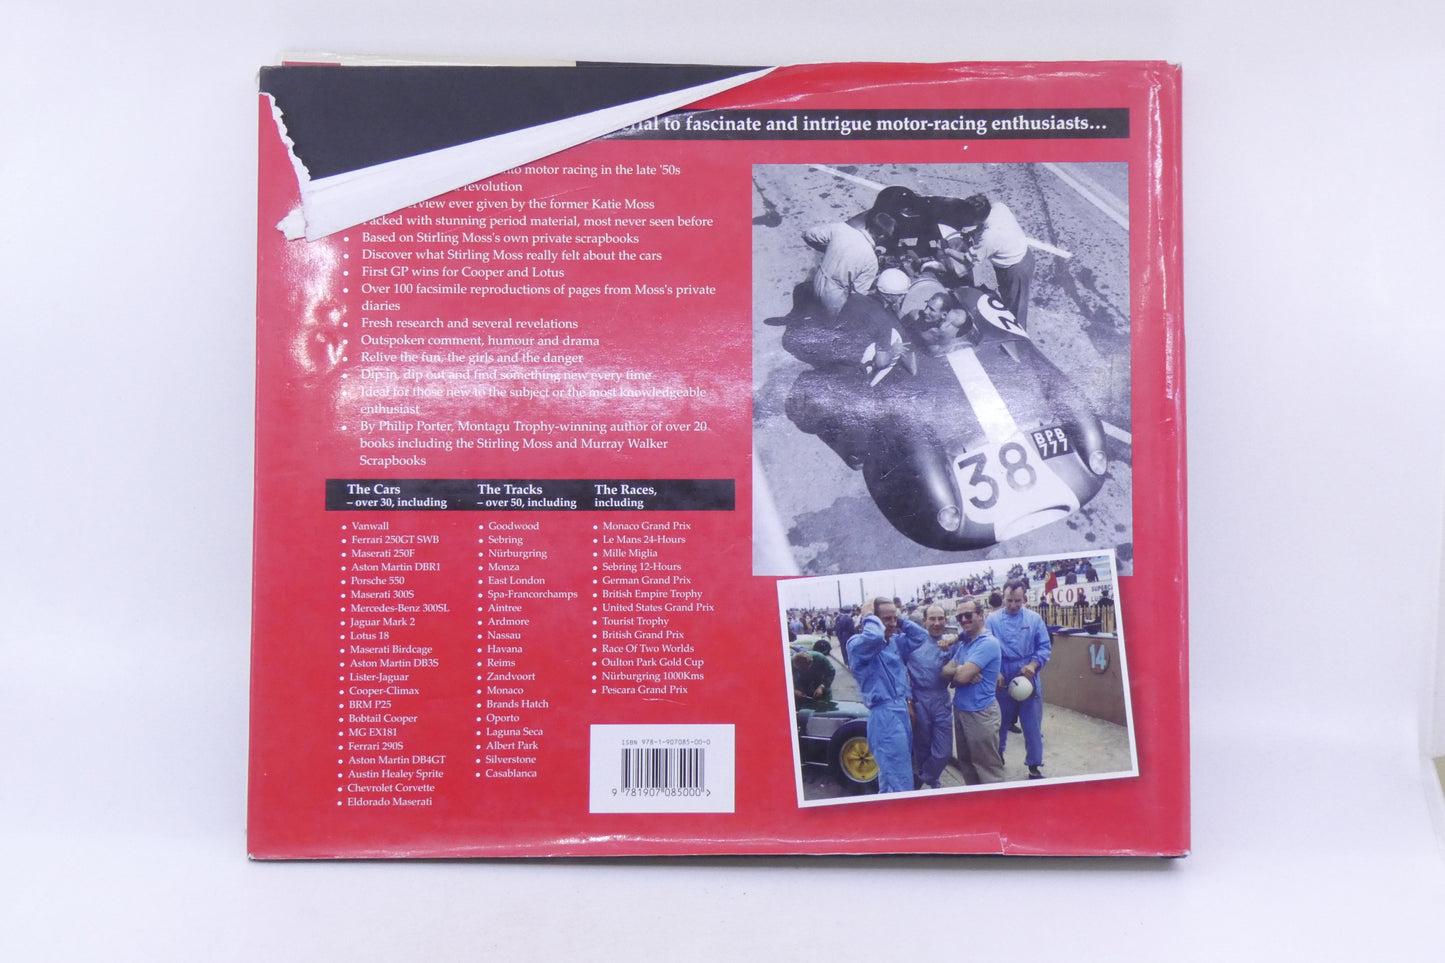 to fascinate and intrigue motor-racing enthusiasts…
motor racing in the late '50s
revolution
ever given by the former Katie Moss
Packed with stunning period material, most never seen before
• Based on Stirling Moss's own private scrapbooks
• Discover what Stirling Moss really felt about the cars
• First GP wins for Cooper and Lotus
• Over 100 facsimile reproductions of pages from Moss's private
diaries
• Fresh research and several revelations
• Outspoken comment, humour and drama
• Relive the fun, the girls and the danger
• Dip in, dip out and find something new every time
• Ideal for those new to the subject or the most knowledgeable
enthusiast
• By Philip Porter, Montagu Trophy-winning author of over 20
books including the Stirling Moss and Murray Walker
Scrapbooks
The Cars
– over 30, including
• Vanwall
• Ferrari 250GT SWB
• Maserati 250F
• Aston Martin DBR1
• Porsche 550
• Maserati 300S
• Mercedes-Benz 300SL
• Jaguar Mark 2
• Lotus 18
• Maserati Birdcage
• Aston Martin DB3S
• Lister-Jaguar
• Cooper-Climax
• BRM P25
• Bobtail Cooper
• MG EX181
• Ferrari 290S
• Aston Martin DB4GT
• Austin Healey Sprite
• Chevrolet Corvette
• Eldorado Maserati
The Tracks
– over 50, including
• Goodwood
• Sebring
• Nürburgring
• Monza
• East London
• Spa-Francorchamps
• Aintree
• Ardmore
• Nassau
• Havana
• Reims
• Zandvoort
• Monaco
• Brands Hatch
• Oporto
• Laguna Seca
• Albert Park
• Silverstone
• Casablanca
The Races,
including
• Monaco Grand Prix
• Le Mans 24-Hours
• Mille Miglia
• Sebring 12-Hours
• German Grand Prix
• British Empire Trophy
• United States Grand Prix
• Tourist Trophy
• British Grand Prix
• Race Of Two Worlds
• Oulton Park Gold Cup
• Nürburgring 1000Kms
• Pescara Grand Prix
ISBN 978-1-907085-00-0
9 781907 085000 >
38
BPB
777
14